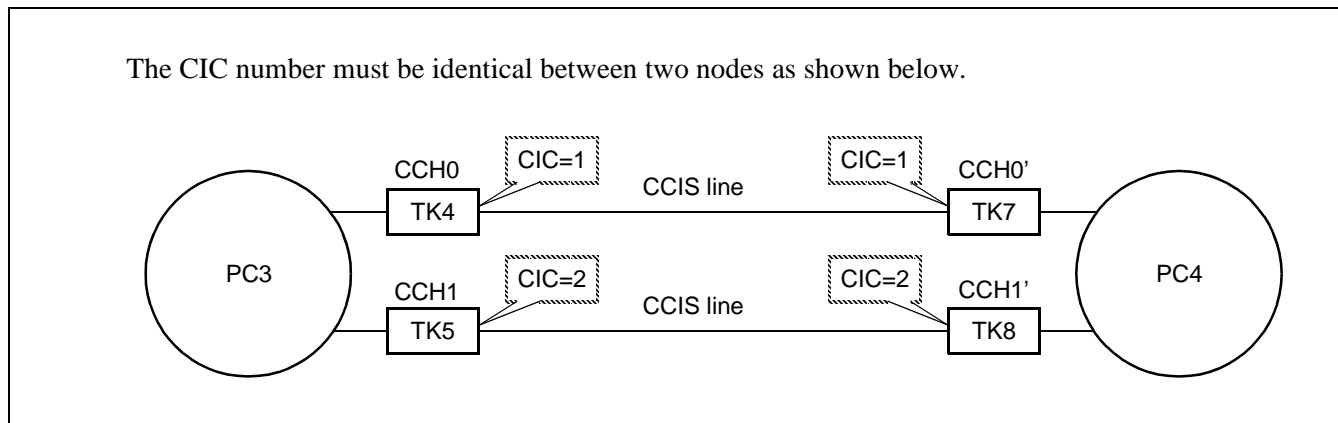 The CIC number must be identical between two nodes as shown below.
CCH0
CIC=1
CCIS line
CIC=1
CCH0’
TK4
TK7
PC3
PC4
CCH1
CIC=2
CCIS line
CIC=2
CCH1’
TK5
TK8